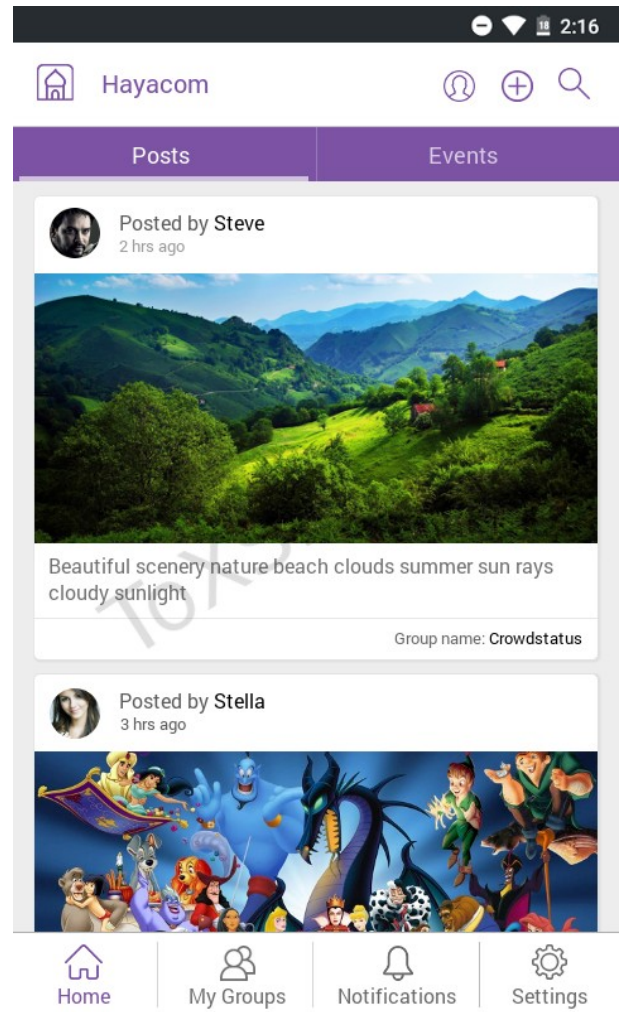 2:16
Hayacom
Posts
Events
Posted by Steve
2 hrs ago
Beautiful scenery nature beach clouds summer sun rays
cloudy sunlight
Group name: Crowdstatus
Posted by Stella
3 hrs ago
Home
My Groups
Notifications
Settings